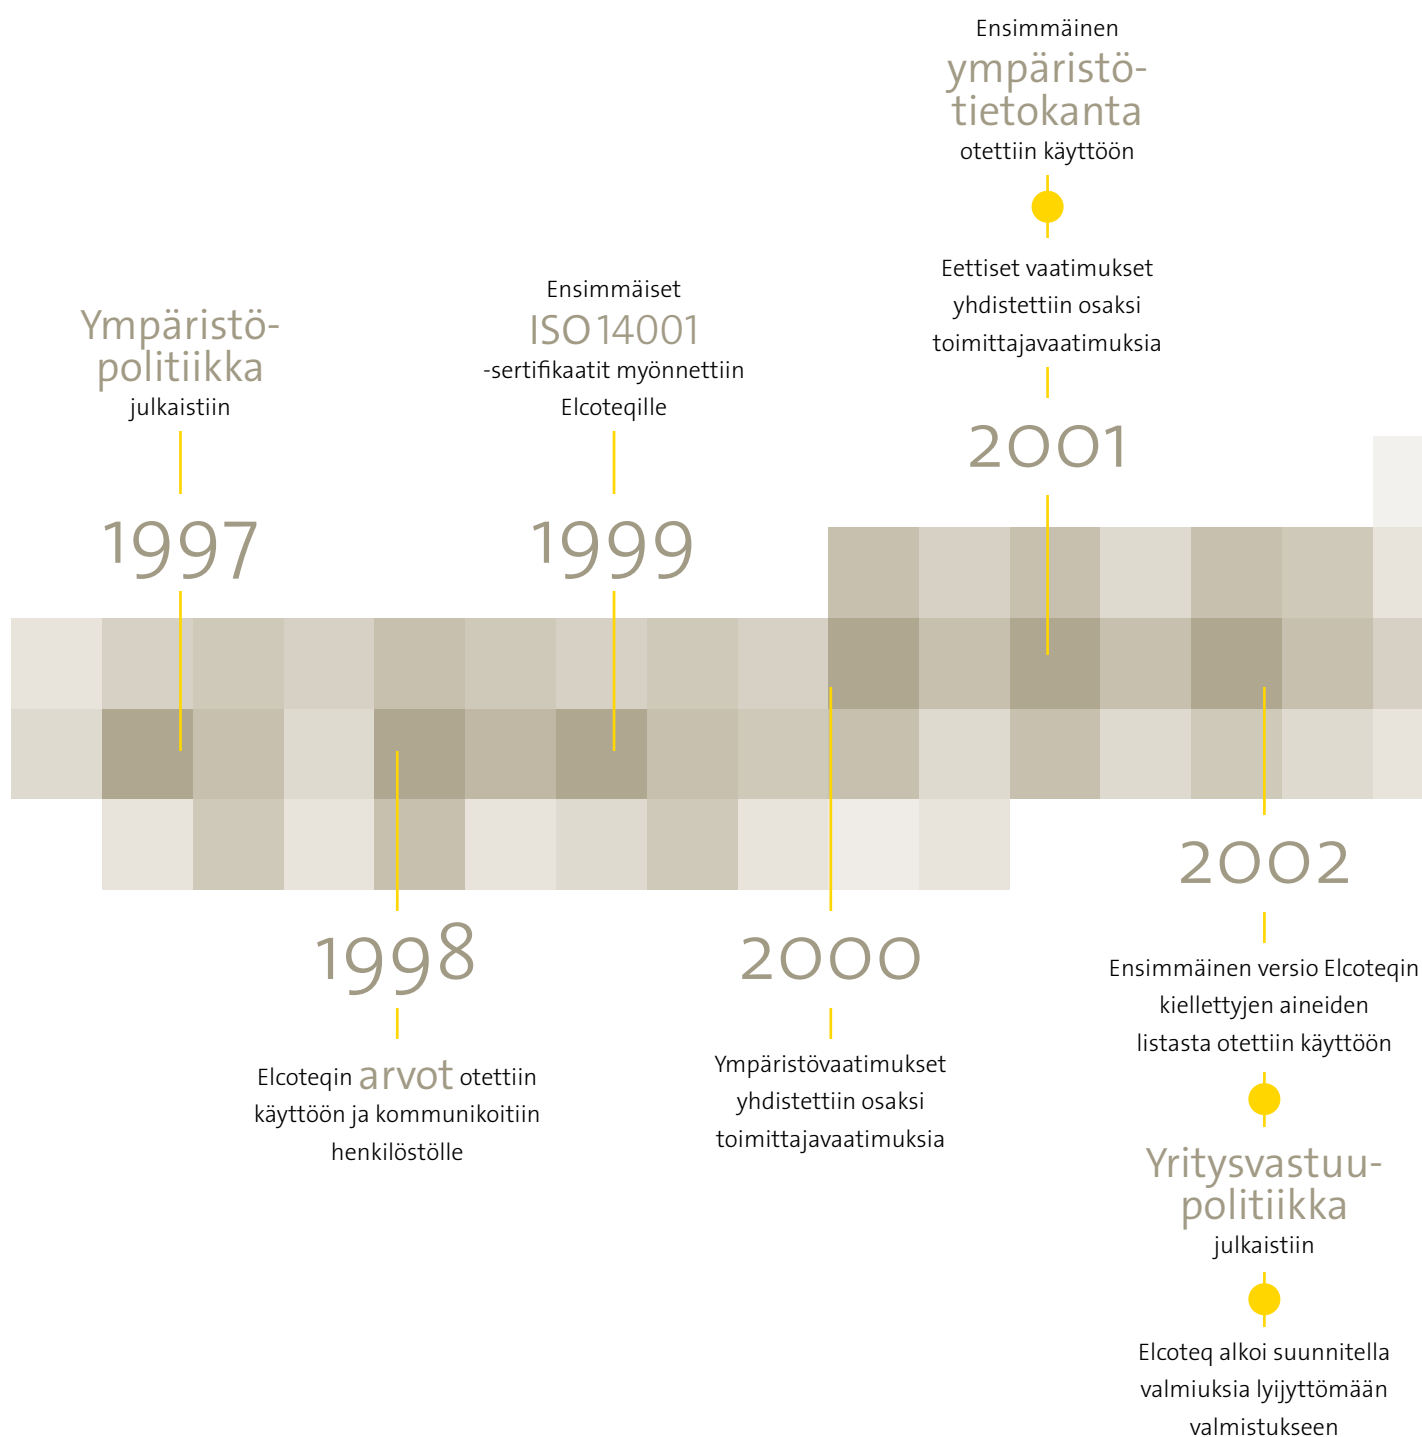 Ympäristö-
politiikka
julkaistiin
1997
1998
Elcoteqin arvot otettiin
käyttöön ja kommunikoitiin
henkilöstölle
Ensimmäiset
ISO 14001
-sertifikaatit myönnettiin
Elcoteqille
1999
2000
Ympäristövaatimukset
yhdistettiin osaksi
toimittajavaatimuksia
Ensimmäinen
ympäristö-
tietokanta
otettiin käyttöön
Eettiset vaatimukset
yhdistettiin osaksi
toimittajavaatimuksia
2001
2002
Ensimmäinen versio Elcoteqin
kiellettyjen aineiden
listasta otettiin käyttöön
Yritysvastuu-
politiikka
julkaistiin
Elcoteq alkoi suunnitella
valmiuksia lyijyttömään
valmistukseen